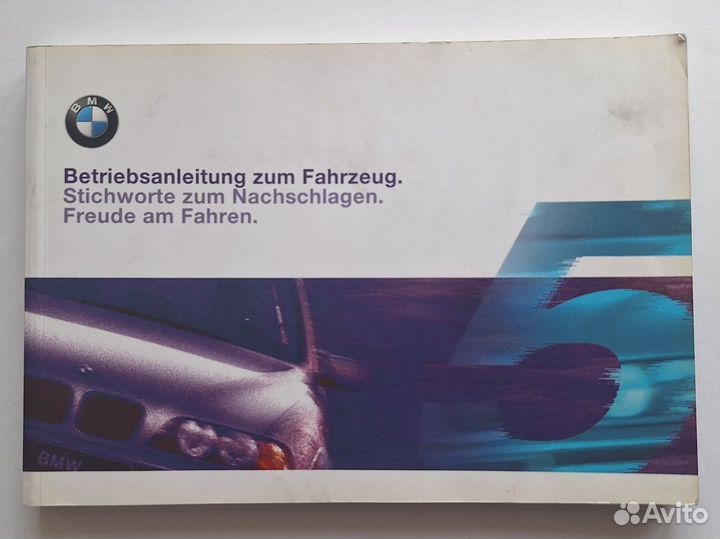 BMW
Betriebsanleitung zum Fahrzeug.
Stichworte zum Nachschlagen.
Freude am Fahren.
5
BMW
Avito